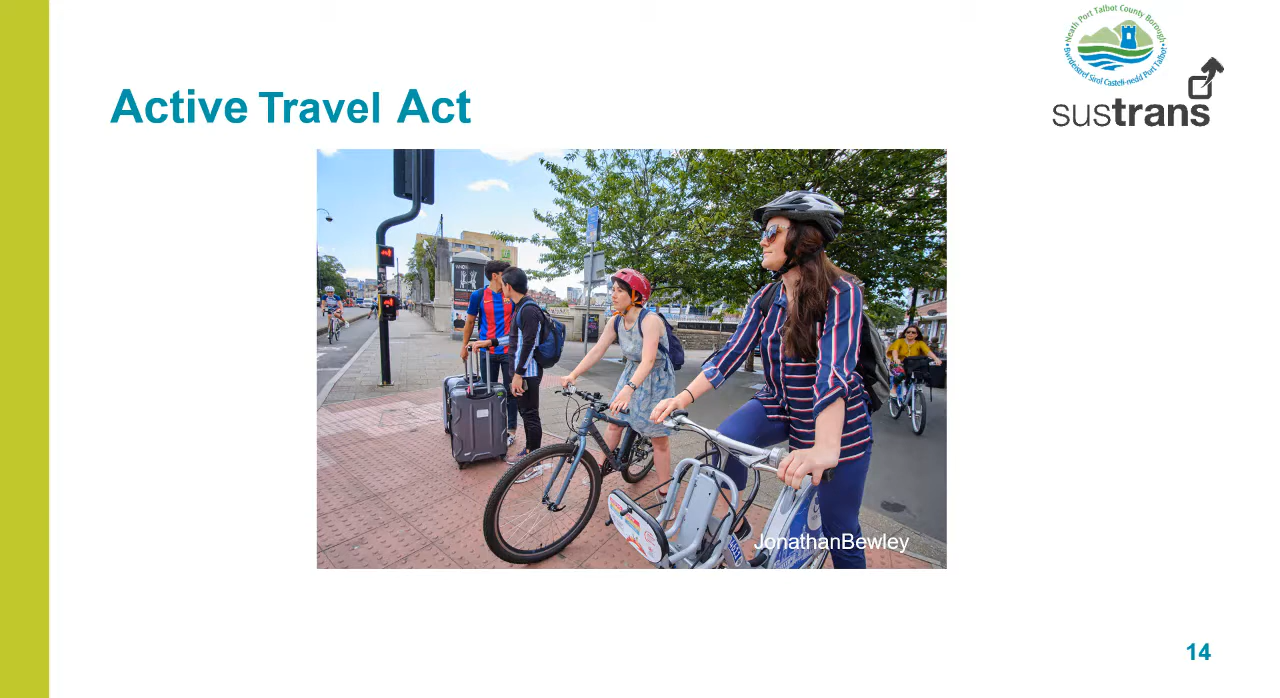 Neath Port Talbot County Borough
Bwrdeistref Sirol Castell-nedd Port Talbot
sustrans
Active Travel Act
JonathanBewley
14